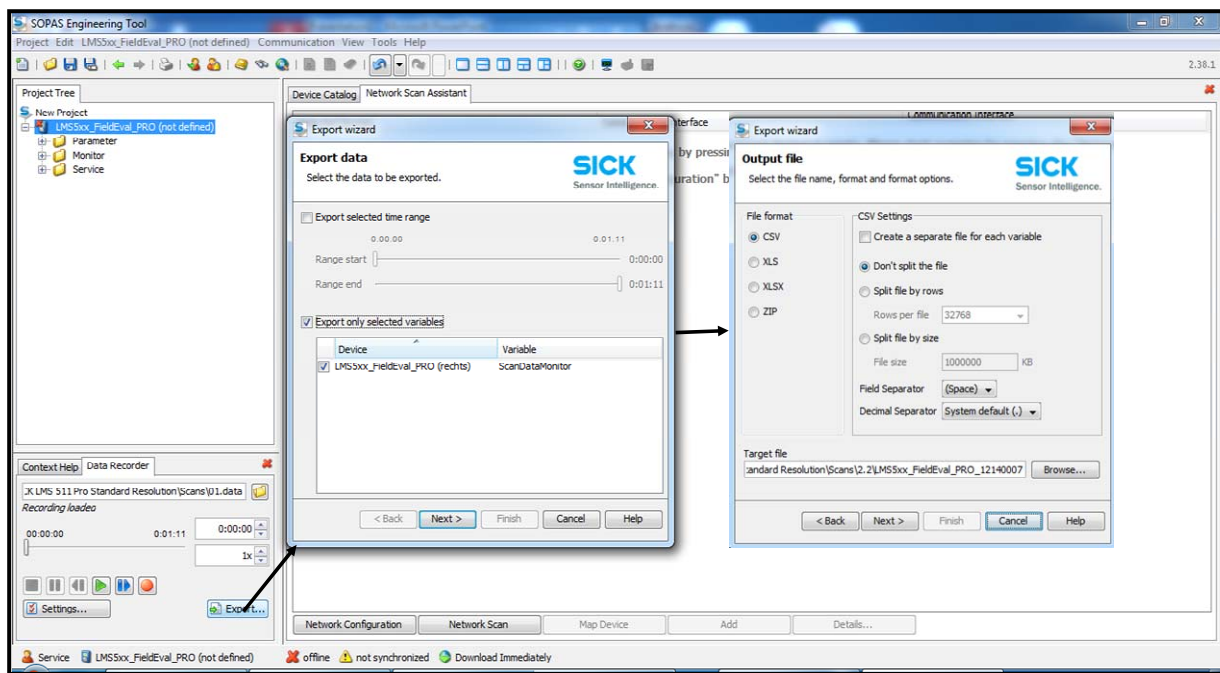 SOPAS Engineering Tool
Project Edit LMS5xx_FieldEval_PRO (not defined) Communication View Tools Help
2.38.1
Project Tree
New Project
LMS5xx_FieldEval_PRO (not defined)
Parameter
Monitor
Service
Device Catalog Network Scan Assistant
terface
Communication Interface
by pressin
uration" b
Export wizard
Export data
Select the data to be exported.
SICK
Sensor Intelligence.
Export selected time range
0:00:00 0:01:11
Range start 0:00:00
Range end 0:01:11
Export only selected variables
Device Variable
LMS5xx_FieldEval_PRO (rechts) ScanDataMonitor
< Back Next > Finish Cancel Help
Export wizard
Output file
Select the file name, format and format options.
SICK
Sensor Intelligence.
File format
CSV
XLS
XLSX
ZIP
CSV Settings
Create a separate file for each variable
Don't split the file
Split file by rows
Rows per file 32768
Split file by size
File size 1000000 KB
Field Separator (Space)
Decimal Separator System default (.)
Target file
andard Resolution\Scans\2.2\LMS5xx_FieldEval_PRO_12140007 Browse...
< Back Next > Finish Cancel Help
Context Help Data Recorder
K LMS 511 Pro Standard Resolution\Scans\01.data
Recording loaded
00:00:00 0:01:11 0:00:00
1x
Settings... Export...
Network Configuration Network Scan Map Device Add Details...
Service LMS5xx_FieldEval_PRO (not defined) offline not synchronized Download Immediately